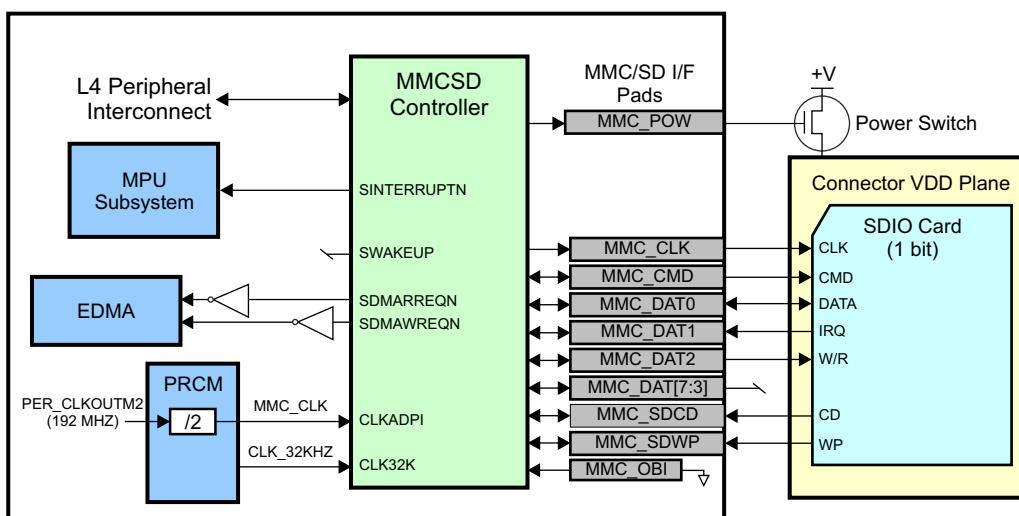 L4 Peripheral
Interconnect
MPU
Subsystem
EDMA
PRCM
PER_CLKOUTM2
(192 MHZ)
/2
MMC_CLK
CLK_32KHZ
MMCSD
Controller
SINTERRUPTN
SWAKEUP
SDMARREQN
SDMAWREQN
CLKADPI
CLK32K
MMC/SD I/F
Pads
MMC_POW
MMC_CLK
MMC_CMD
MMC_DAT0
MMC_DAT1
MMC_DAT2
MMC_DAT[7:3]
MMC_SDCD
MMC_SDWP
MMC_OBI
+V
Power Switch
Connector VDD Plane
SDIO Card
(1 bit)
CLK
CMD
DATA
IRQ
W/R
CD
WP